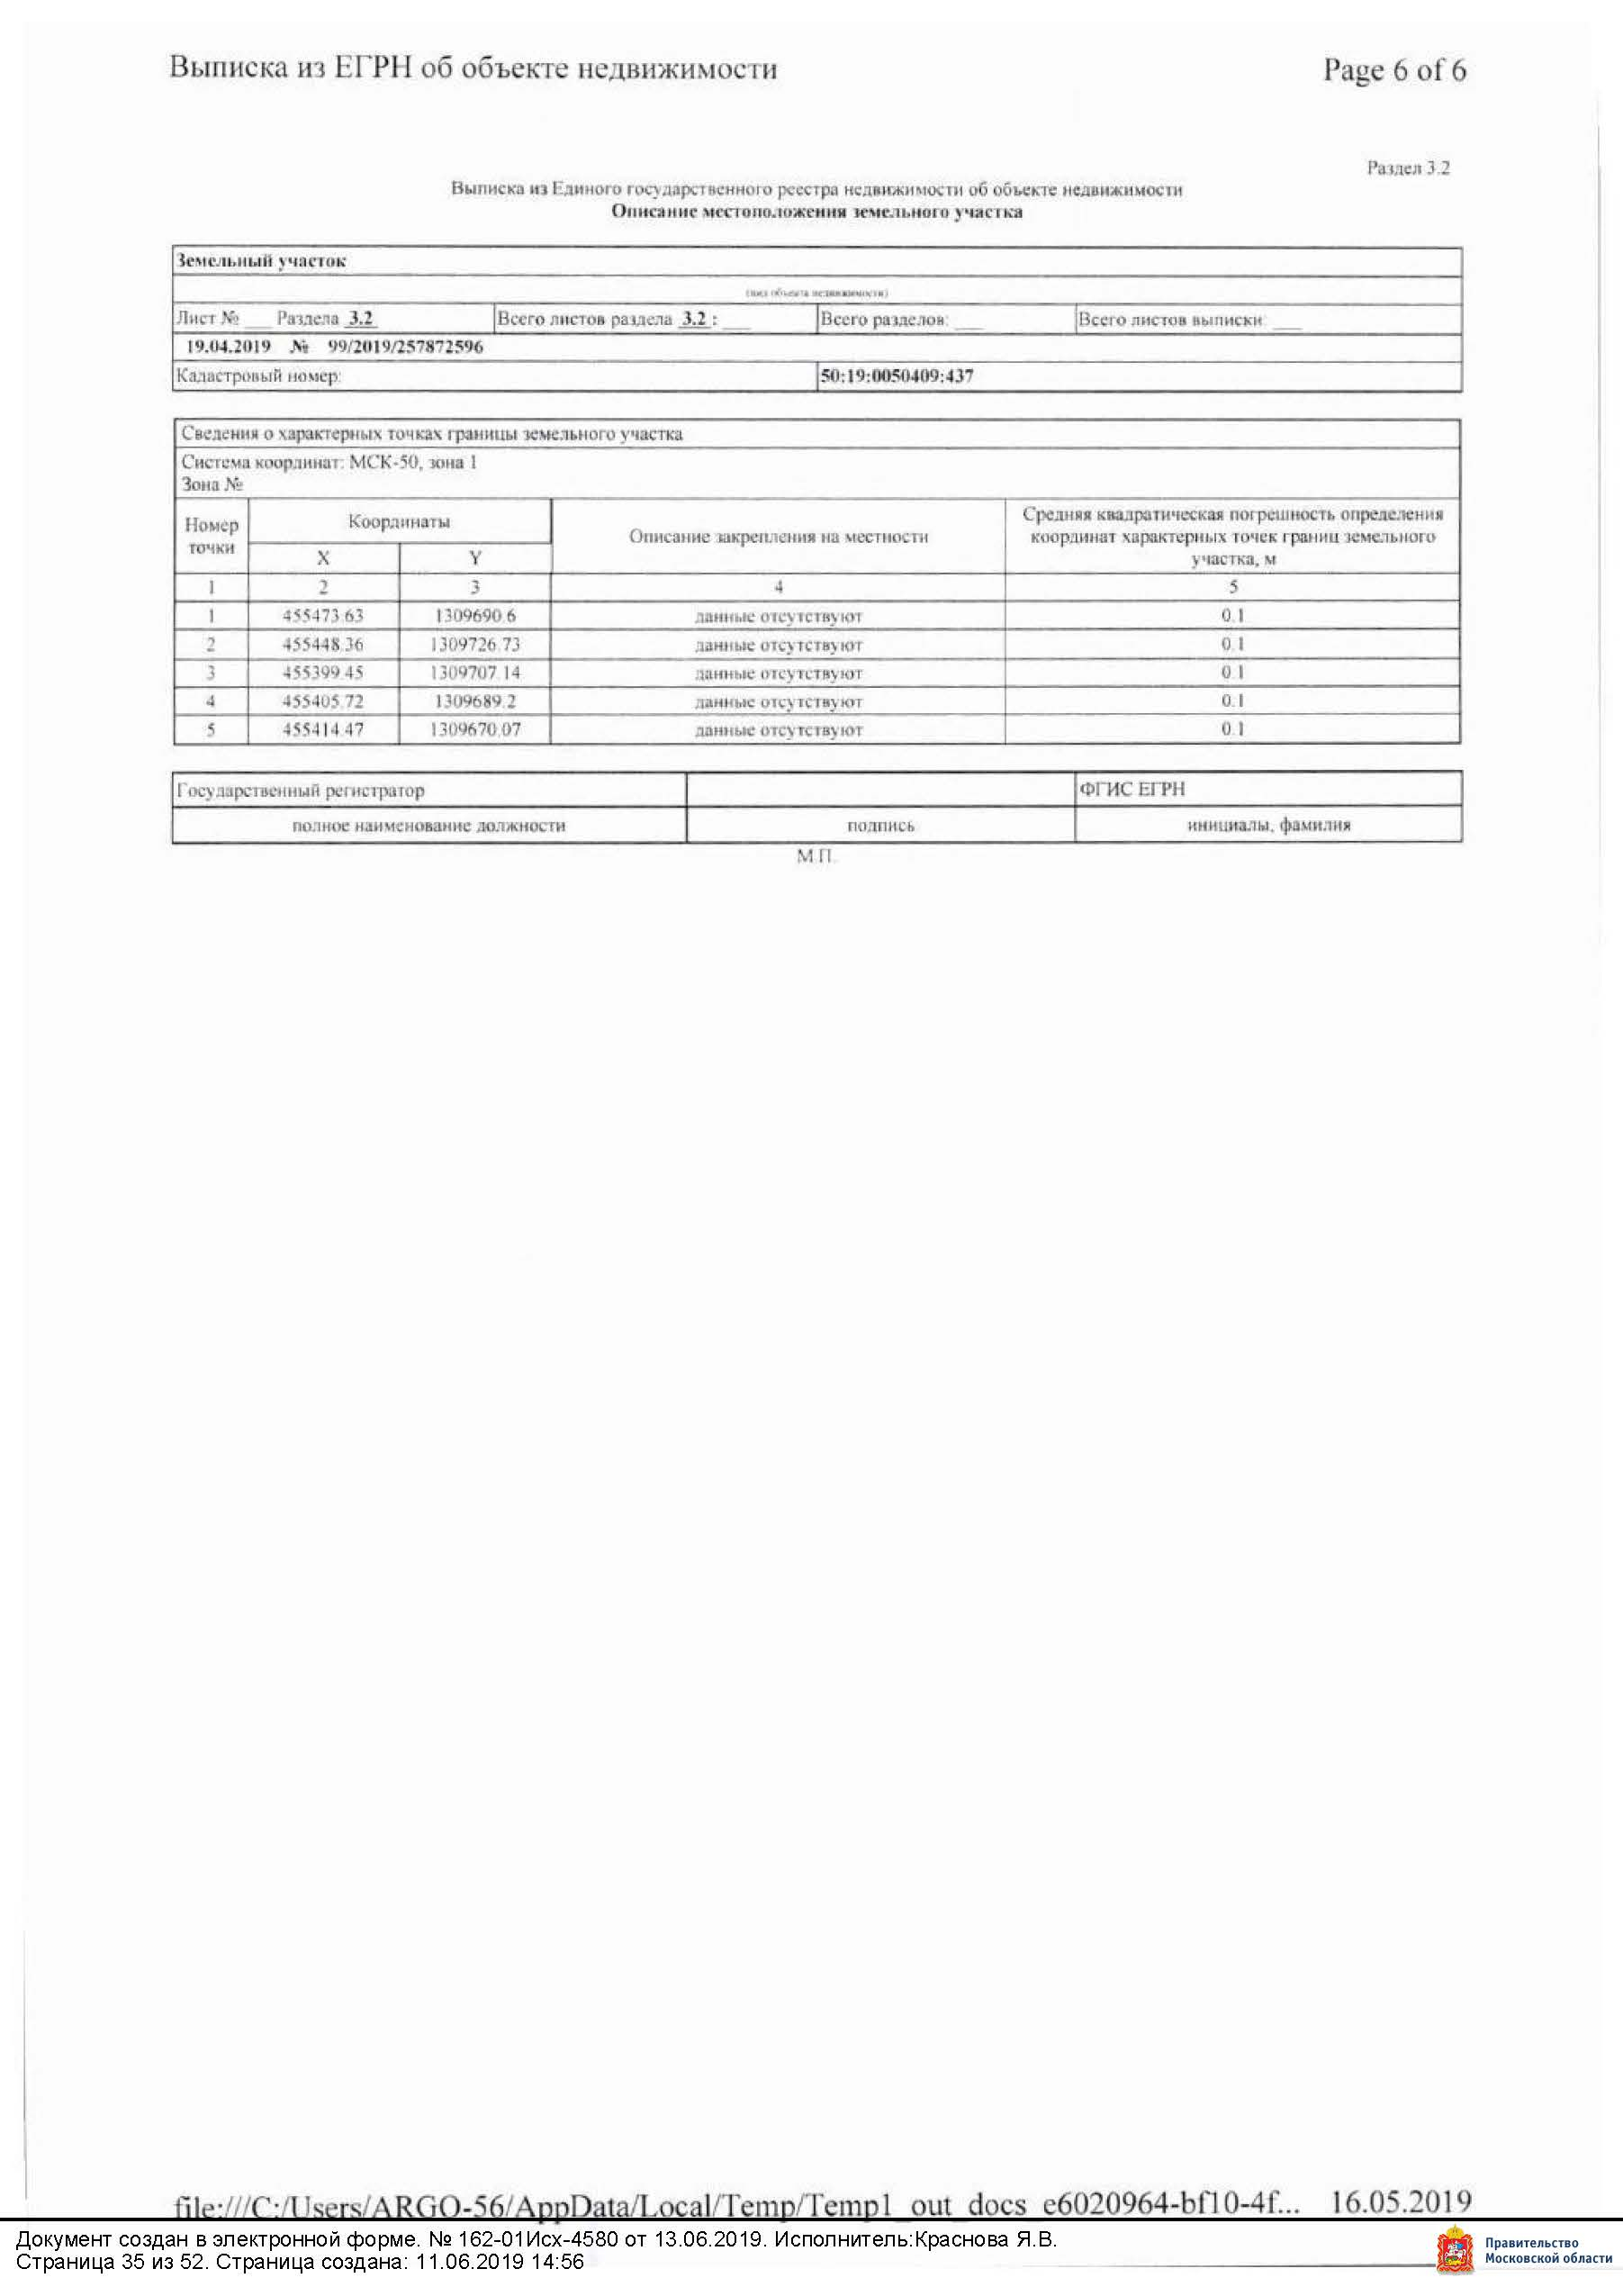 Выписка из ЕГРН об объекте недвижимости Page 6 of 6
Раздел 3.2
Выписка из Единого государственного реестра недвижимости об объекте недвижимости
Описание местоположения земельного участка
Земельный участок
(вид объекта недвижимости)
Лист № ___ Раздела 3.2 Всего листов раздела 3.2 : ___ Всего разделов: ___ Всего листов выписки: ___
19.04.2019 № 99/2019/257872596
Кадастровый номер: 50:19:0050409:437
Сведения о характерных точках границы земельного участка
Система координат: МСК-50, зона 1
Зона №
Номер точки Координаты Описание закрепления на местности Средняя квадратическая погрешность определения координат характерных точек границ земельного участка, м
X Y
1 2 3 4 5
1 455473.63 1309690.6 данные отсутствуют 0.1
2 455448.36 1309726.73 данные отсутствуют 0.1
3 455399.45 1309707.14 данные отсутствуют 0.1
4 455405.72 1309689.2 данные отсутствуют 0.1
5 455414.47 1309670.07 данные отсутствуют 0.1
Государственный регистратор ФГИС ЕГРН
полное наименование должности подпись инициалы, фамилия
М.П.
file:///C:/Users/ARGO-56/AppData/Local/Temp/Temp1_out_docs_e6020964-bf10-4f... 16.05.2019
Документ создан в электронной форме. № 162-01Исх-4580 от 13.06.2019. Исполнитель:Краснова Я.В.
Страница 35 из 52. Страница создана: 11.06.2019 14:56
Правительство
Московской области